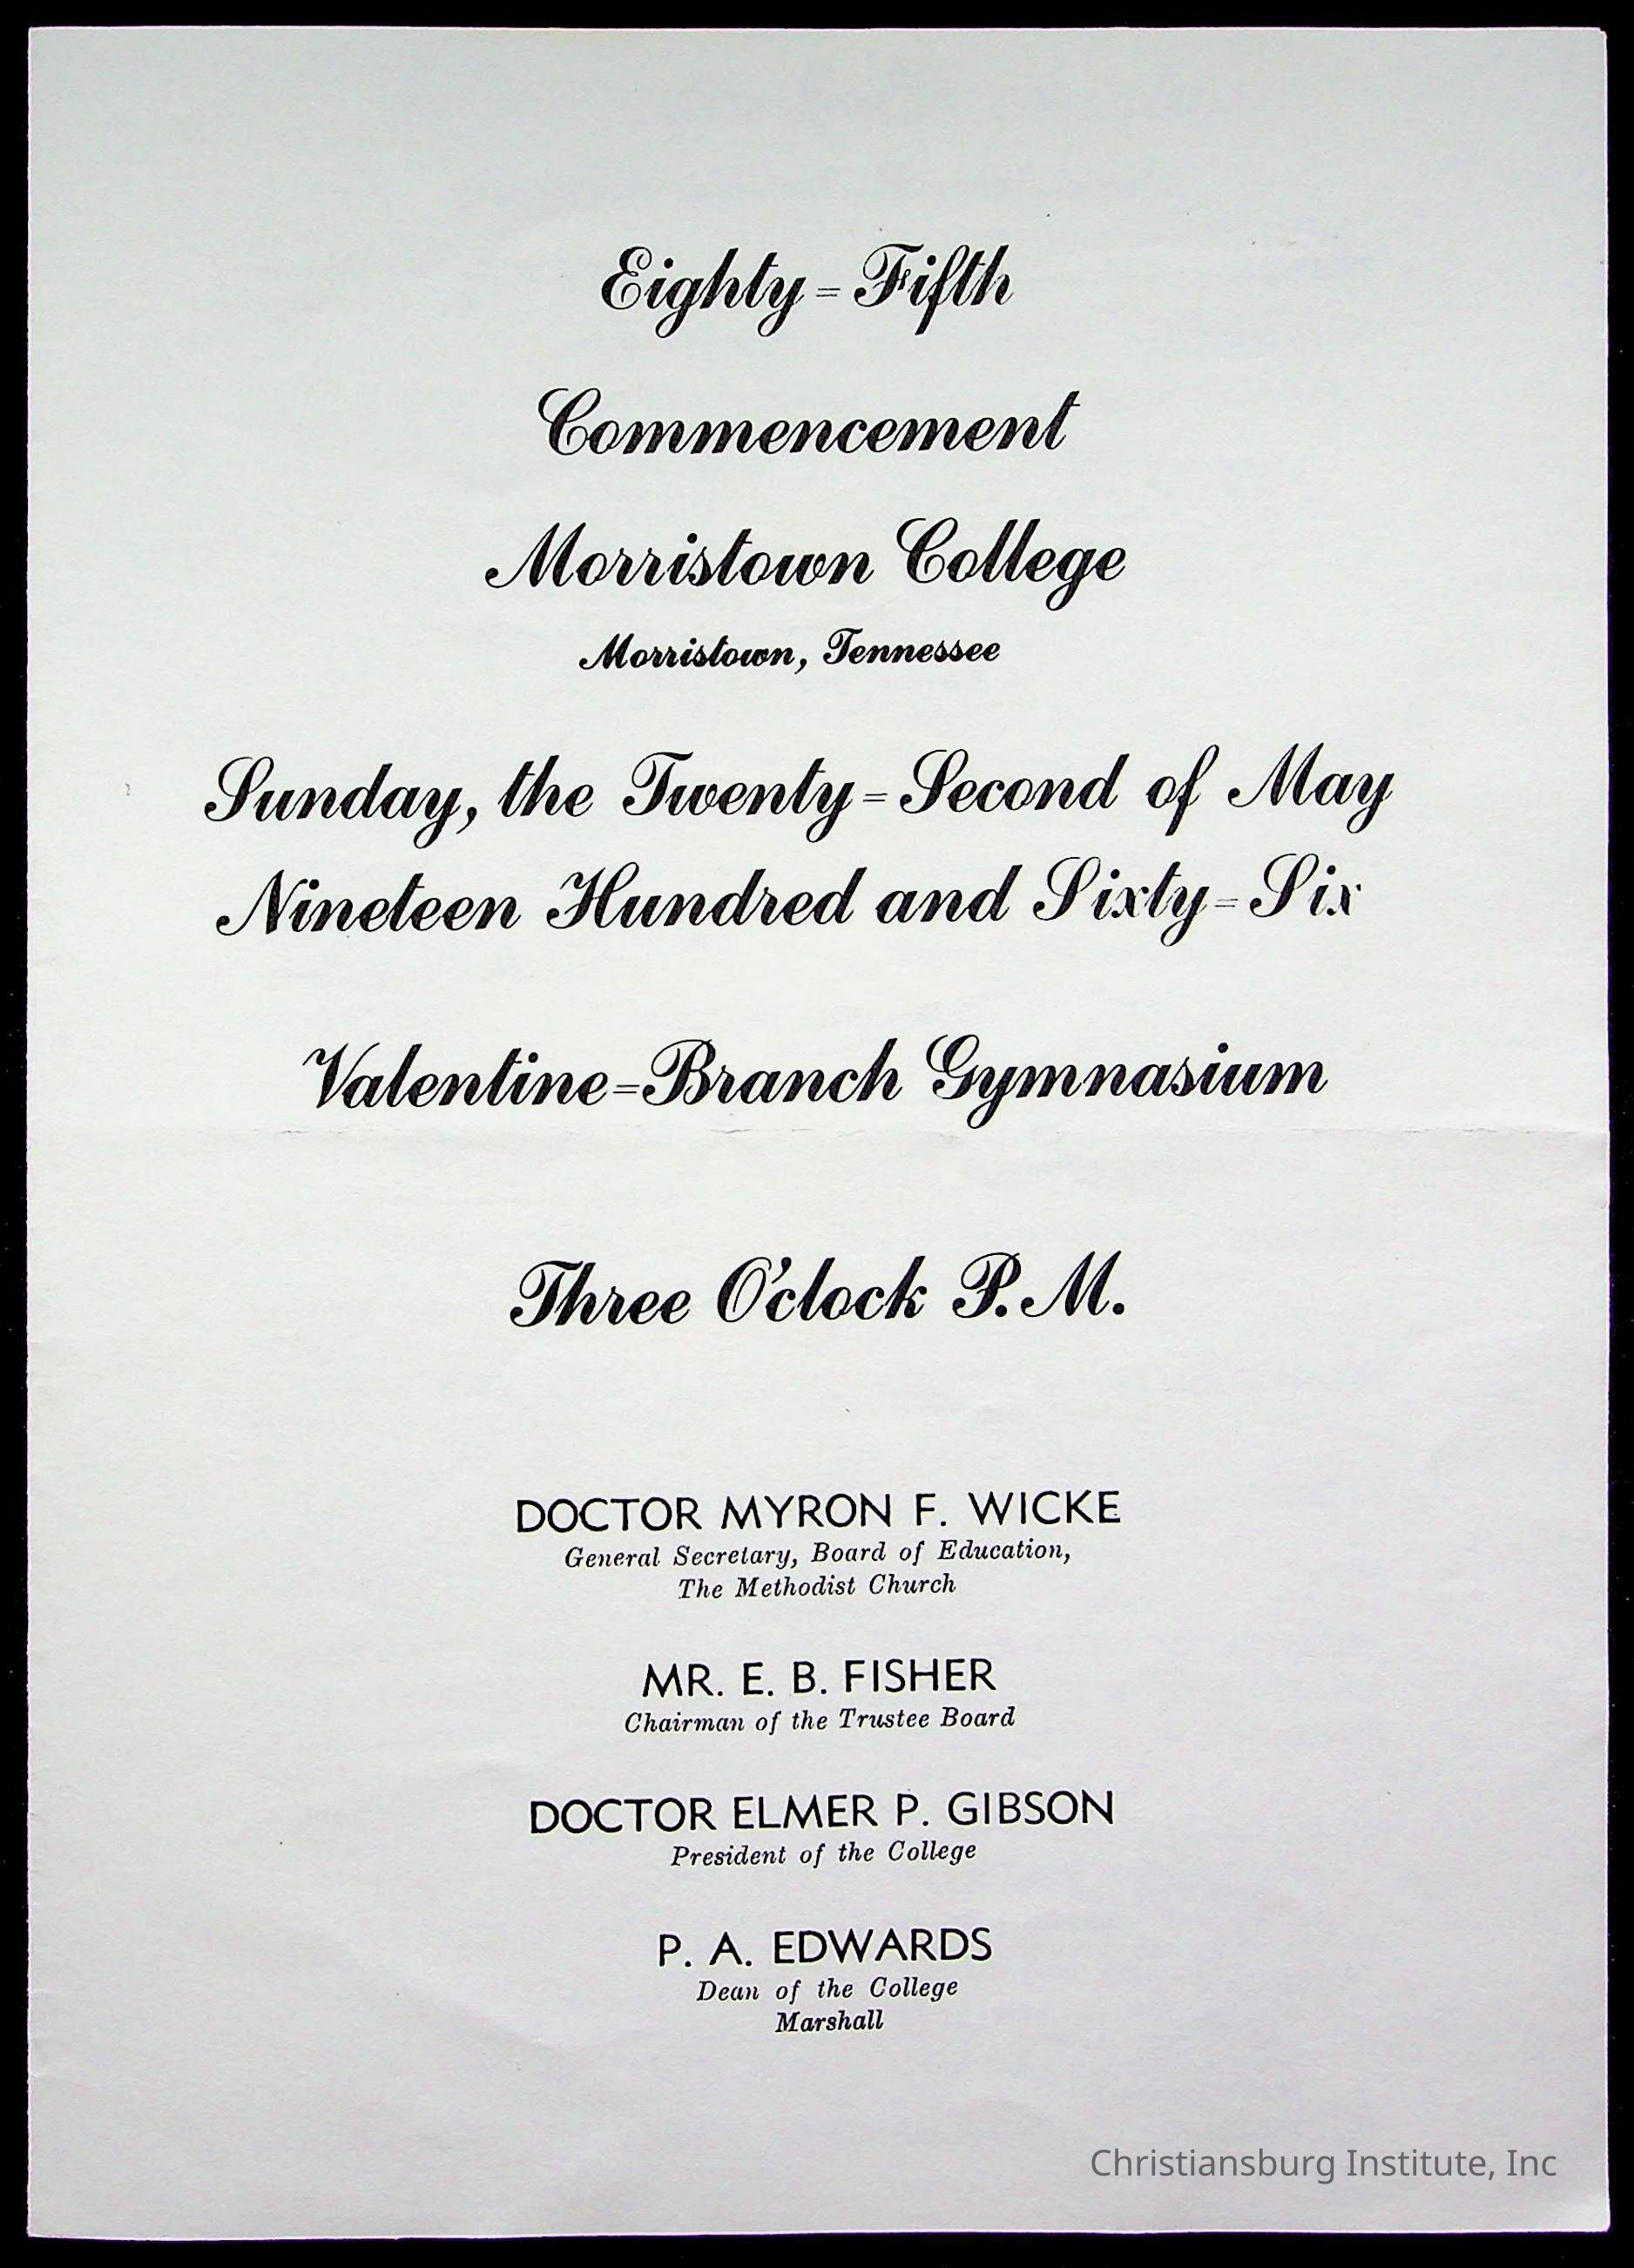 Eighty=Fifth
Commencement
Morristown College
Morristown, Tennessee
Sunday, the Twenty=Second of May
Nineteen Hundred and Sixty=Six
Valentine=Branch Gymnasium
Three O'clock P. M.
DOCTOR MYRON F. WICKE
General Secretary, Board of Education,
The Methodist Church
MR. E. B. FISHER
Chairman of the Trustee Board
DOCTOR ELMER P. GIBSON
President of the College
P. A. EDWARDS
Dean of the College
Marshall
Christiansburg Institute, Inc